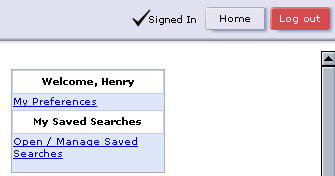 Signed In Home Log out
Welcome, Henry
My Preferences
My Saved Searches
Open / Manage Saved
Searches